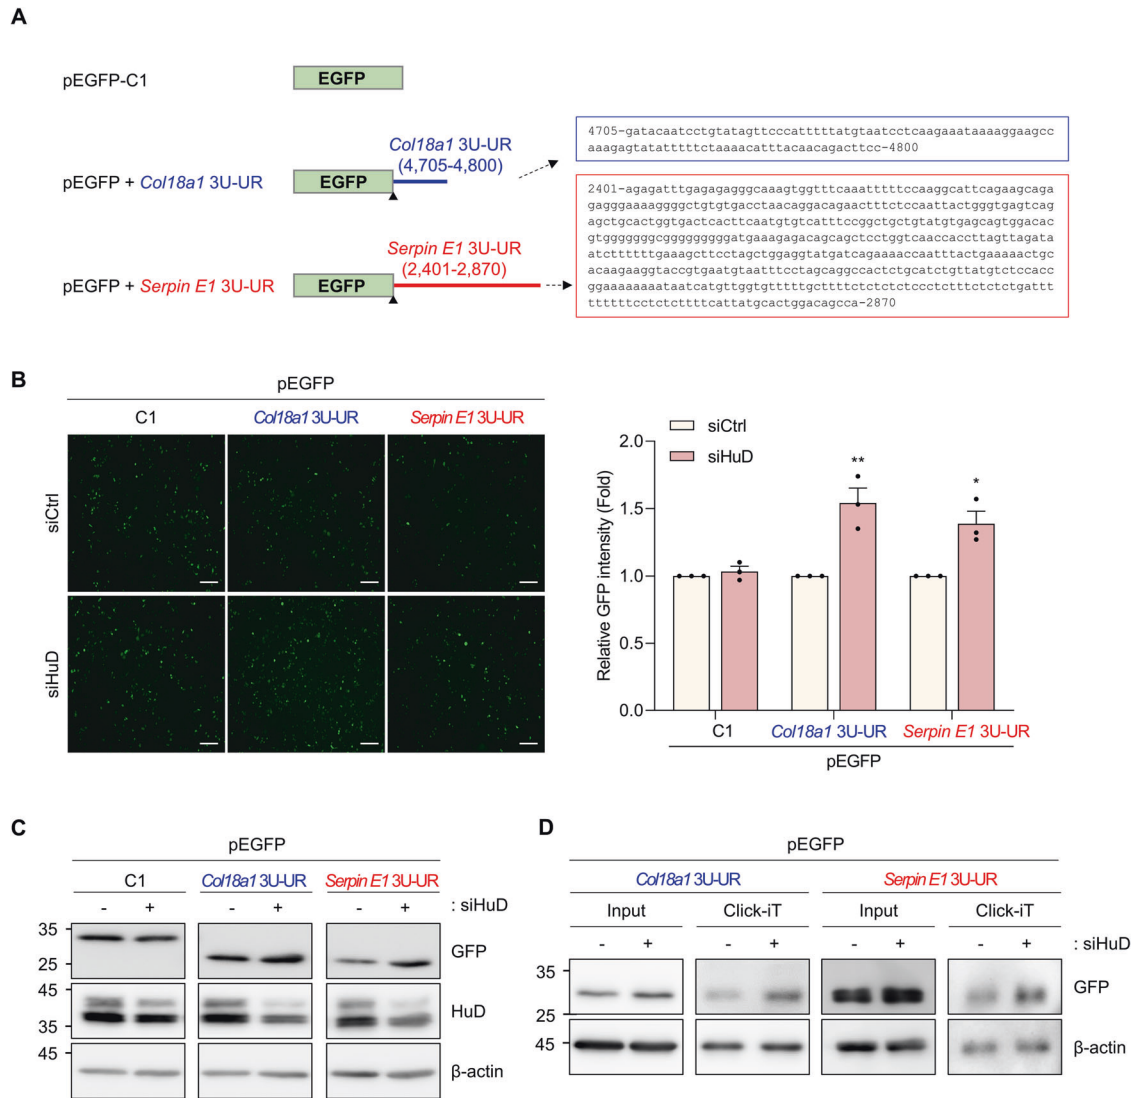 A
pEGFP-C1
EGFP
Col18a1 3U-UR
(4,705-4,800)
pEGFP + Col18a1 3U-UR
EGFP
4705-gatacaatcctgtatagttcccatttttatgtaatcctcaagaaataaaaggaagcc
aaagagtatatttttctaaaacatttacaacagacttcc-4800
Serpin E1 3U-UR
(2,401-2,870)
pEGFP + Serpin E1 3U-UR
EGFP
2401-agagatttgagagagggcaaagtggtttcaaatttttccaaggcattcagaagcaga
gagggaaaaggggctgtgtgacctaacaggacagaactttctccaattactgggtgagtcag
agctgcactggtgactcacttcaatgtgtcatttccggctgctgtatgtgagcagtggacac
gtggggggggcgggggggggatgaaagagacagcagctcctggtcaaccaccttagttagata
atctttttttgaaagcttcctagctggaggtatgatcagaaaaccaatttactgaaaaactgc
acaagaaggtaccgtgaatgtaatttcctagcaggccactctgcatctgttatgtctccacc
ggaaaaaaaaataatcatgttggtgtttttgcttttctctctctctccctctttctctctgatttt
ttttttttcctctcttttcattatgcactggacagcca-2870
B
pEGFP
C1
Col18a1 3U-UR
Serpin E1 3U-UR
siCtrl
siHuD
siCtrl
siHuD
Relative GFP intensity (Fold)
2.0
1.5
1.0
0.5
0.0
**
*
C1
Col18a1 3U-UR
Serpin E1 3U-UR
pEGFP
C
pEGFP
C1
Col18a1 3U-UR
Serpin E1 3U-UR
- + - + - + : siHuD
35
25
GFP
45
35
HuD
45
β-actin
D
pEGFP
Col18a1 3U-UR
Serpin E1 3U-UR
Input
Click-iT
Input
Click-iT
- + - + - + - + : siHuD
35
25
GFP
45
β-actin